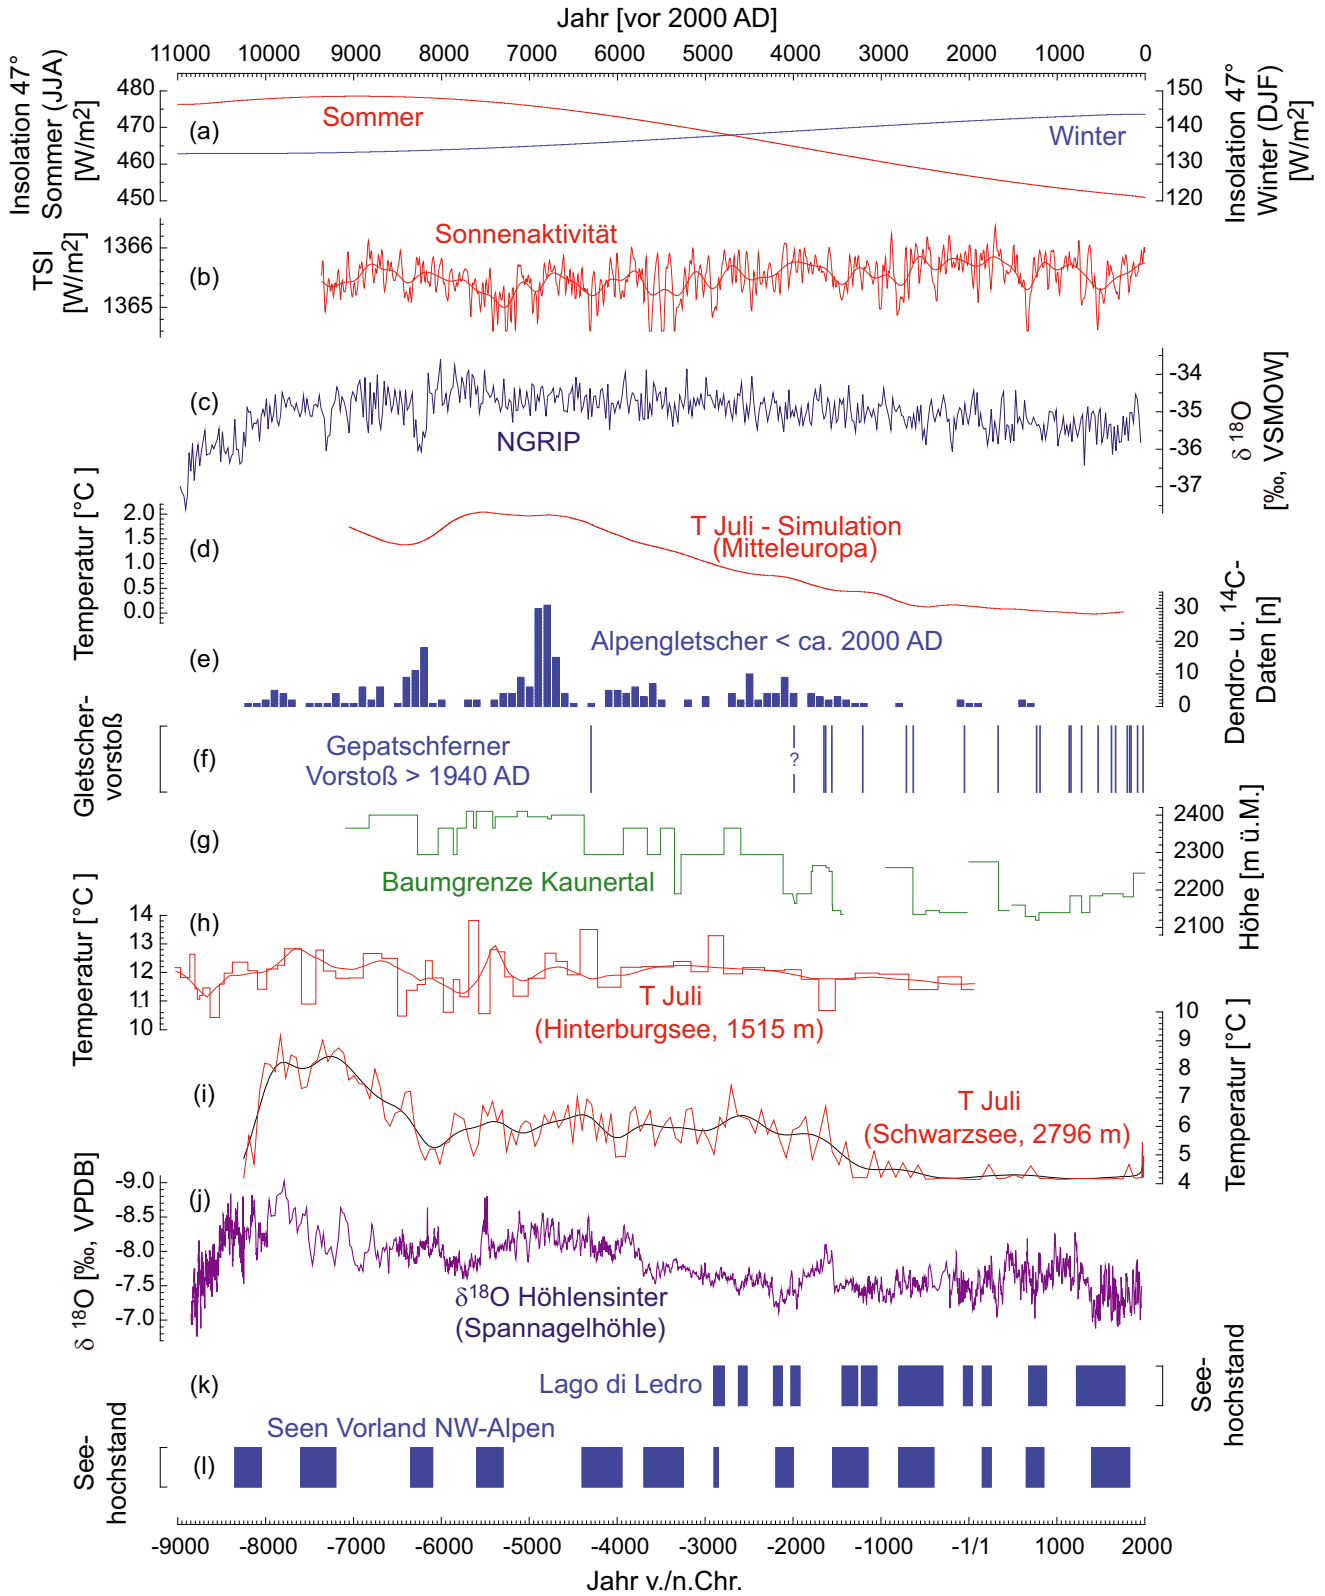 Jahr [vor 2000 AD]
11000 10000 9000 8000 7000 6000 5000 4000 3000 2000 1000 0
Insolation 47°
Sommer (JJA)
[W/m2]
480
470
460
450
(a)
Sommer
Winter
150
140
130
120
Insolation 47°
Winter (DJF)
[W/m2]
TSI
[W/m2]
1366
1365
(b)
Sonnenaktivität
(c)
NGRIP
-34
-35
-36
-37
δ ¹⁸O
[‰, VSMOW]
Temperatur [°C ]
2.0
1.5
1.0
0.5
0.0
(d)
T Juli - Simulation
(Mitteleuropa)
(e)
Alpengletscher < ca. 2000 AD
30
20
10
0
Dendro- u. ¹⁴C-
Daten [n]
Gletscher-
vorstoß
(f)
Gepatschferner
Vorstoß > 1940 AD
?
(g)
Baumgrenze Kaunertal
2400
2300
2200
2100
Höhe [m ü.M.]
Temperatur [°C ]
14
13
12
11
10
(h)
T Juli
(Hinterburgsee, 1515 m)
(i)
T Juli
(Schwarzsee, 2796 m)
10
9
8
7
6
5
4
Temperatur [°C]
δ ¹⁸O [‰, VPDB]
-9.0
-8.5
-8.0
-7.5
-7.0
(j)
δ¹⁸O Höhlensinter
(Spannagelhöhle)
(k)
Lago di Ledro
See-
hochstand
Seen Vorland NW-Alpen
See-
hochstand
(l)
-9000 -8000 -7000 -6000 -5000 -4000 -3000 -2000 -1000 -1/1 1000 2000
Jahr v./n.Chr.